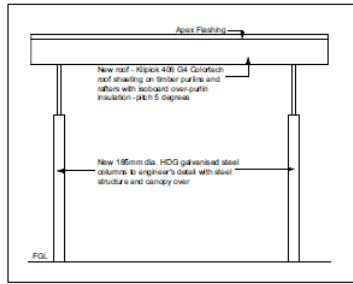 Apex Flashing
New roof - Kliplok 406 G4 Colortech
roof sheeting on timber purlins and
rafters with isoboard over-purlin
insulation - pitch 5 degrees
New 165mm dia. HDG galvanised steel
columns to engineer's detail with steel
structure and canopy over
FGL